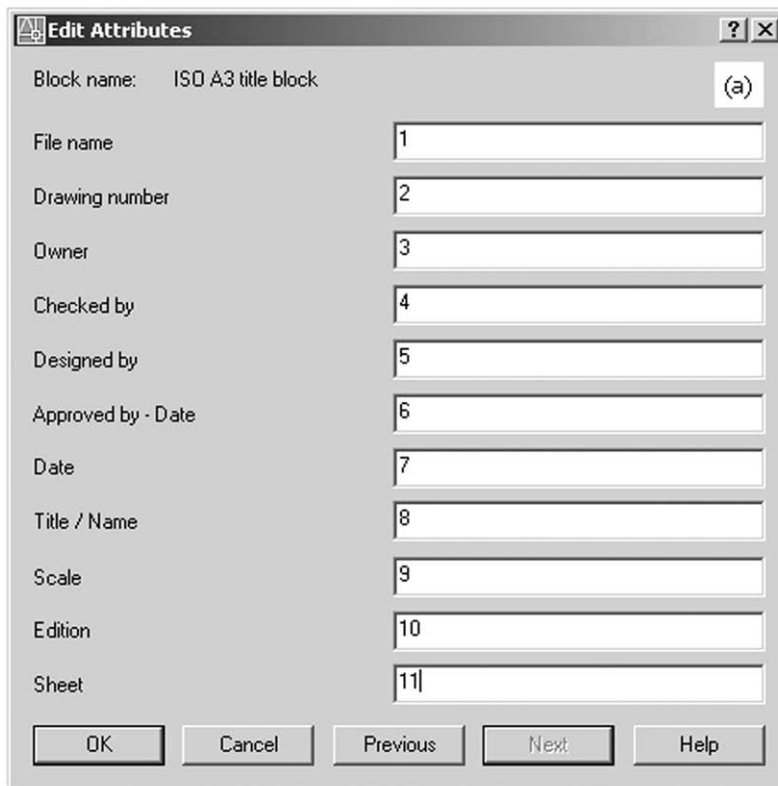 Edit Attributes
Block name: ISO A3 title block
(a)
File name 1
Drawing number 2
Owner 3
Checked by 4
Designed by 5
Approved by - Date 6
Date 7
Title / Name 8
Scale 9
Edition 10
Sheet 11
OK Cancel Previous Next Help